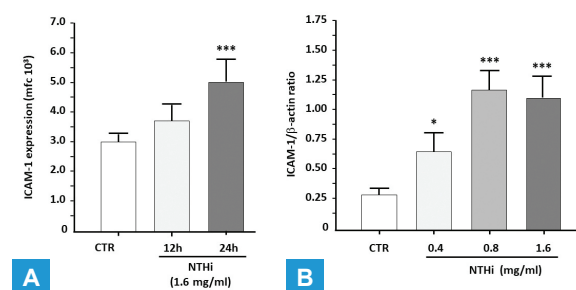 7.0
6.0
5.0
4.0
3.0
2.0
1.0
0
ICAM-1 expression (mfc 10³)
***
CTR
12h
24h
NTHi
(1.6 mg/ml)
A
1.75
1.50
1.25
1.00
0.75
0.50
0.25
ICAM-1/β-actin ratio
*
***
***
CTR
0.4
0.8
1.6
NTHi (mg/ml)
B